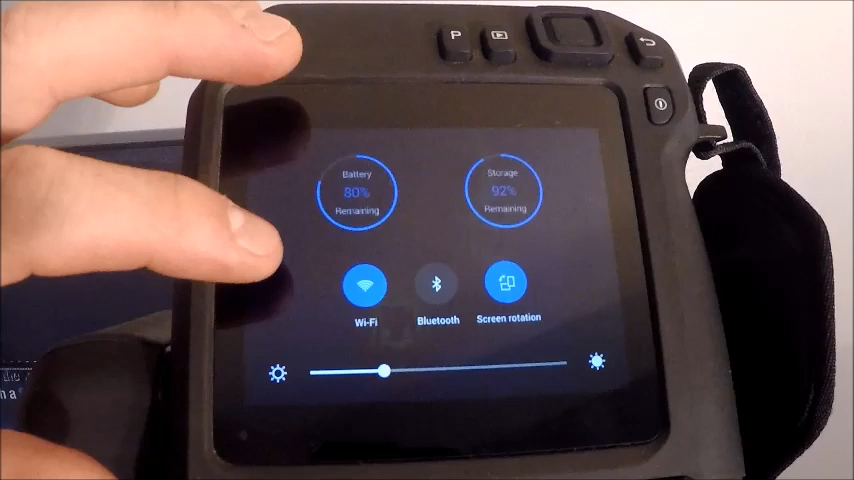 P
Battery
80%
Remaining
Storage
92%
Remaining
Wi-Fi
Bluetooth
Screen rotation